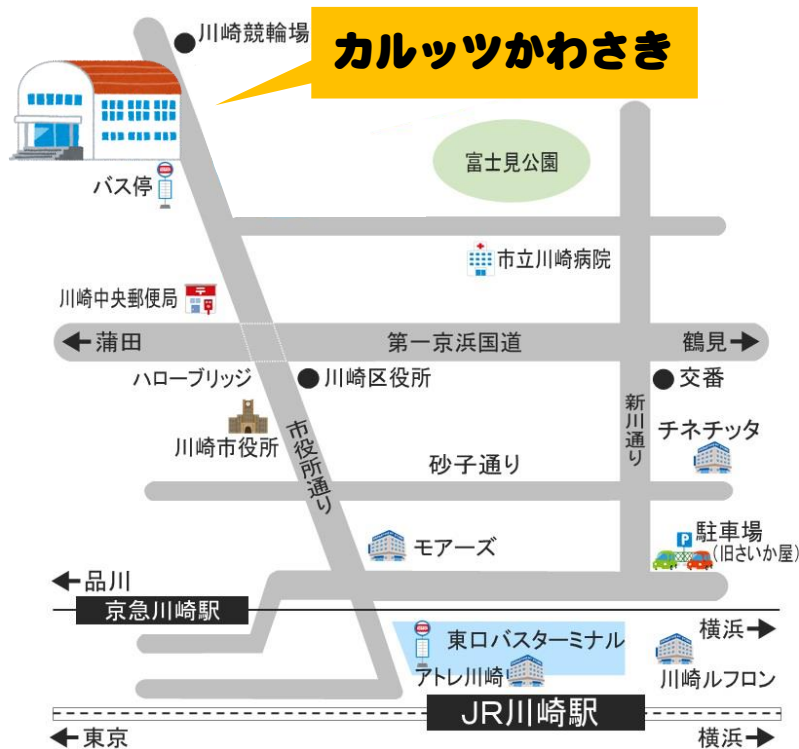 川崎競輪場
カルッツかわさき
富士見公園
バス停
市立川崎病院
川崎中央郵便局
蒲田
第一京浜国道
鶴見
ハローブリッジ
川崎区役所
交番
川崎市役所
市役所通り
新川通り
チネチッタ
砂子通り
モアーズ
P
駐車場
(旧さいか屋)
品川
京急川崎駅
東口バスターミナル
横浜
アトレ川崎
川崎ルフロン
JR川崎駅
東京
横浜